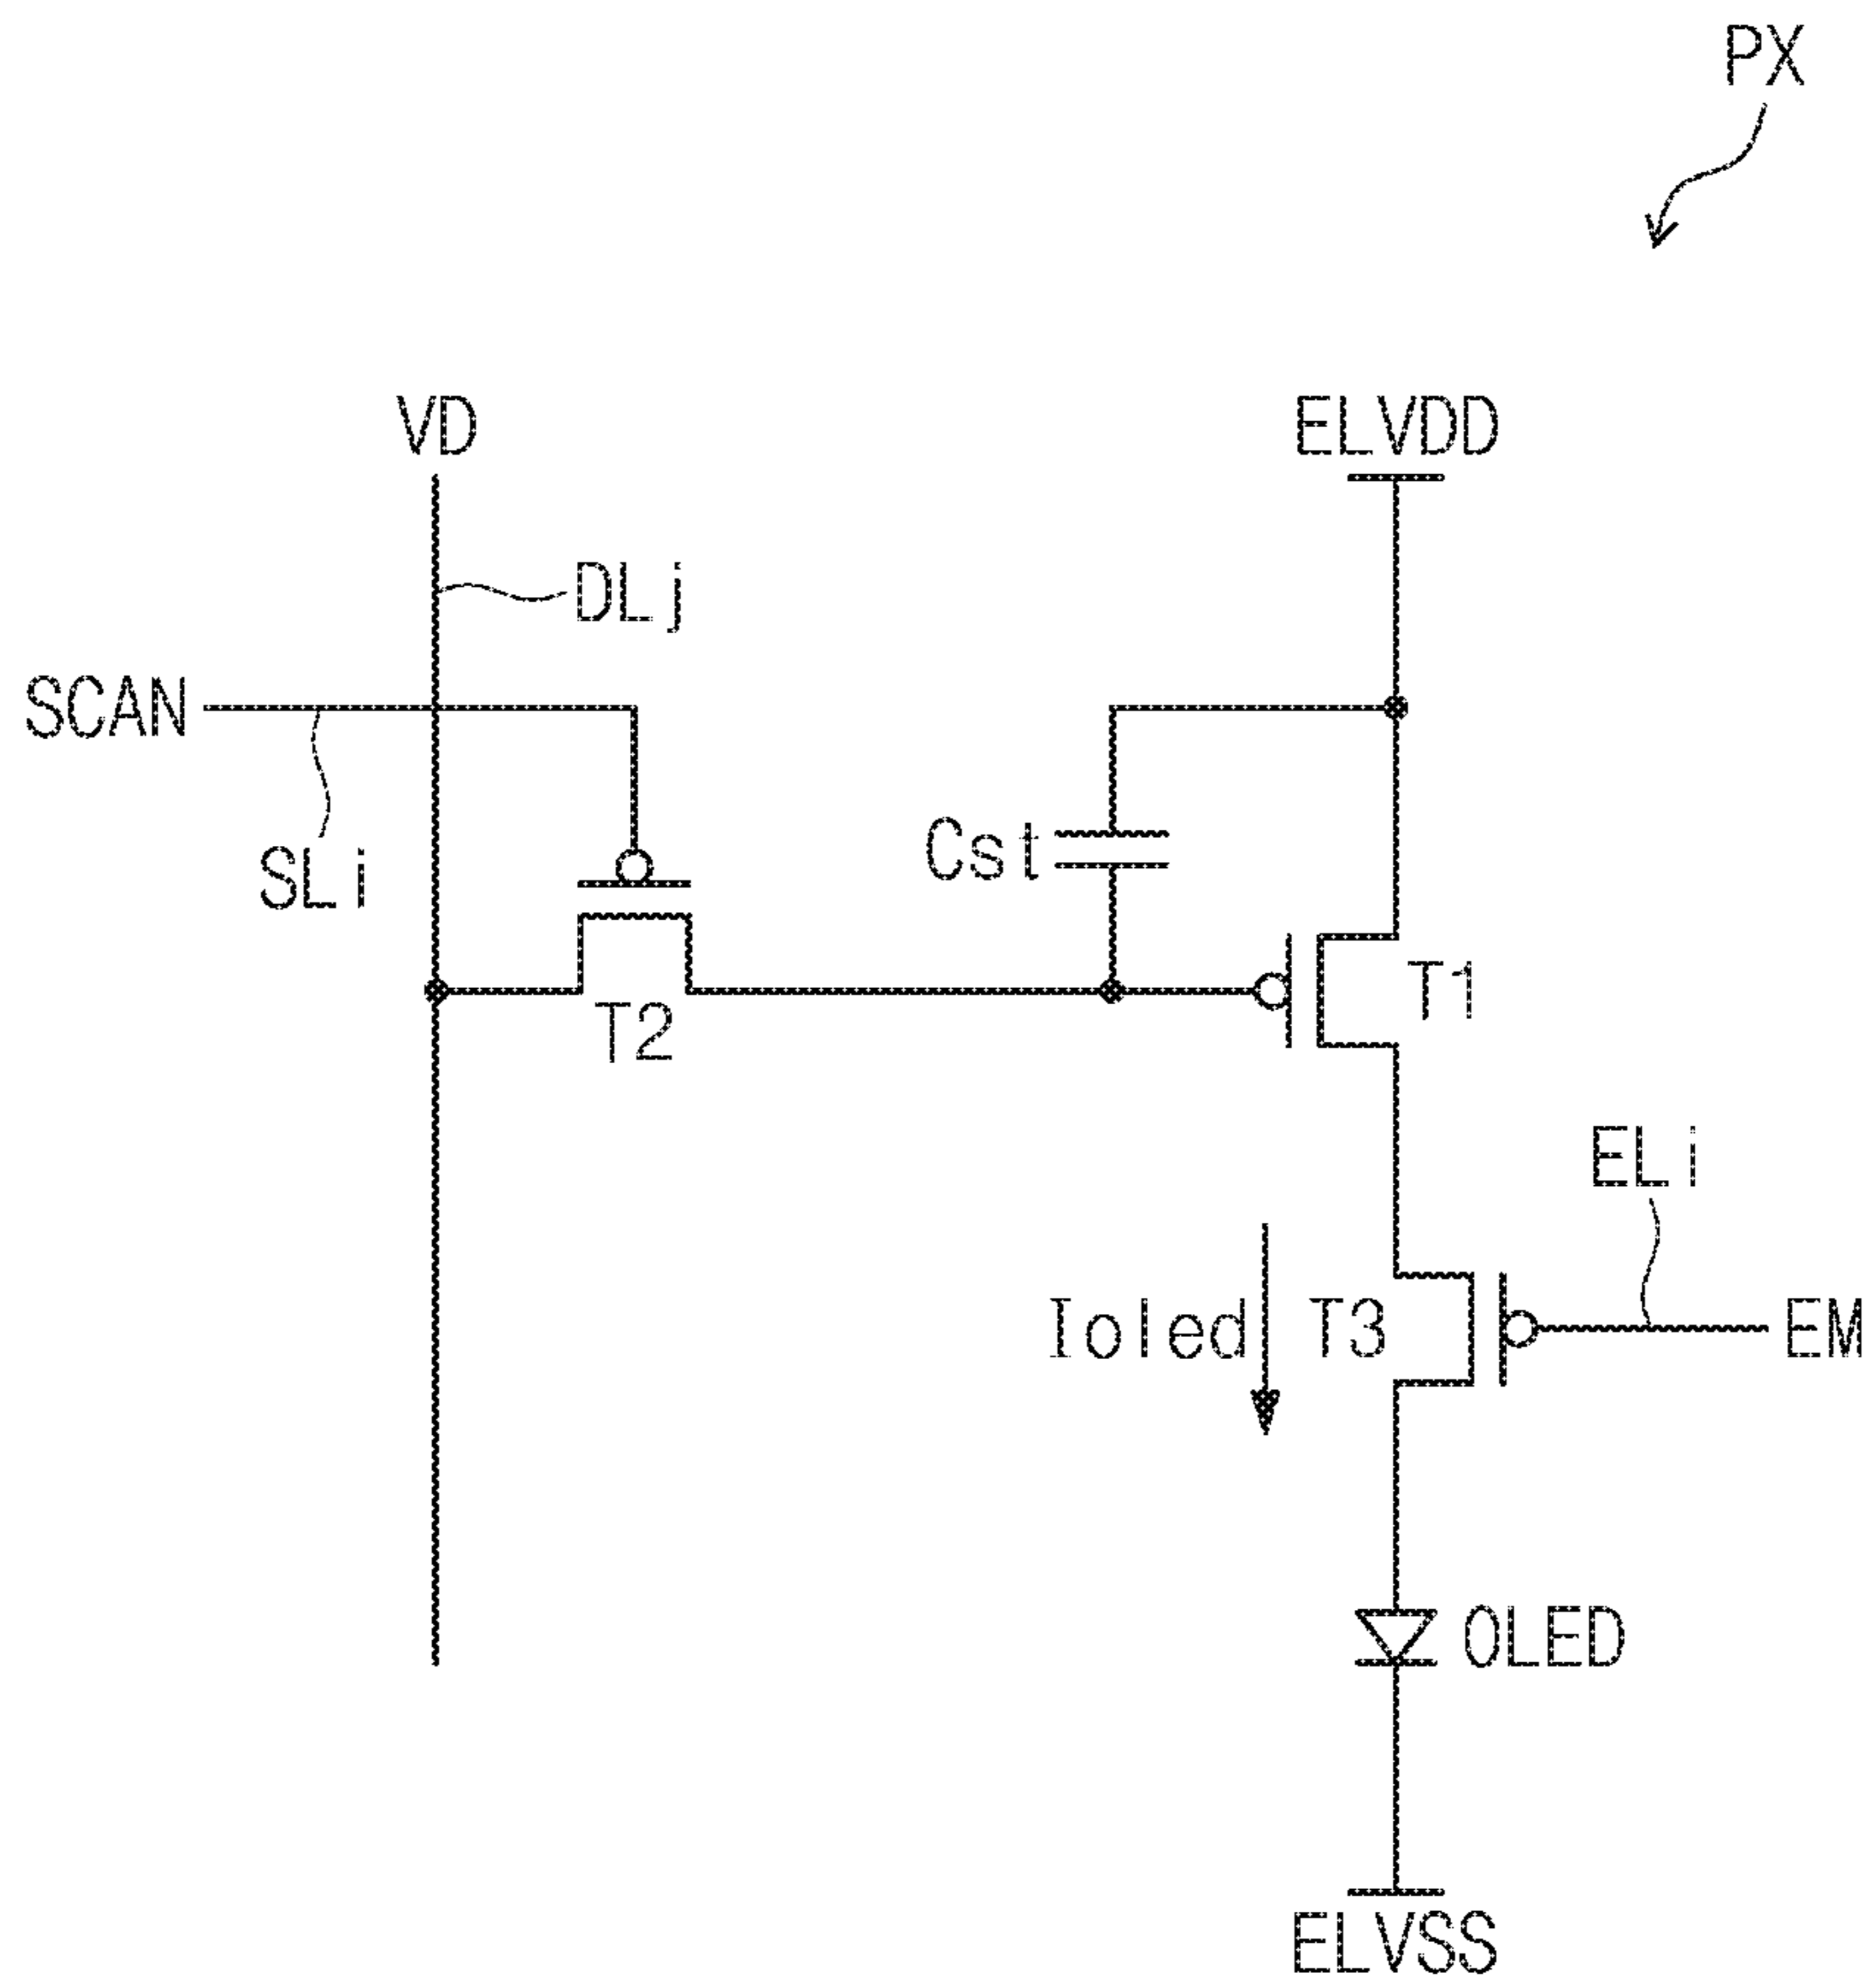 PX
VD
ELVDD
DLj
SCAN
SLi
Cst
T1
T2
ELi
Ioled
T3
EM
OLED
ELVSS